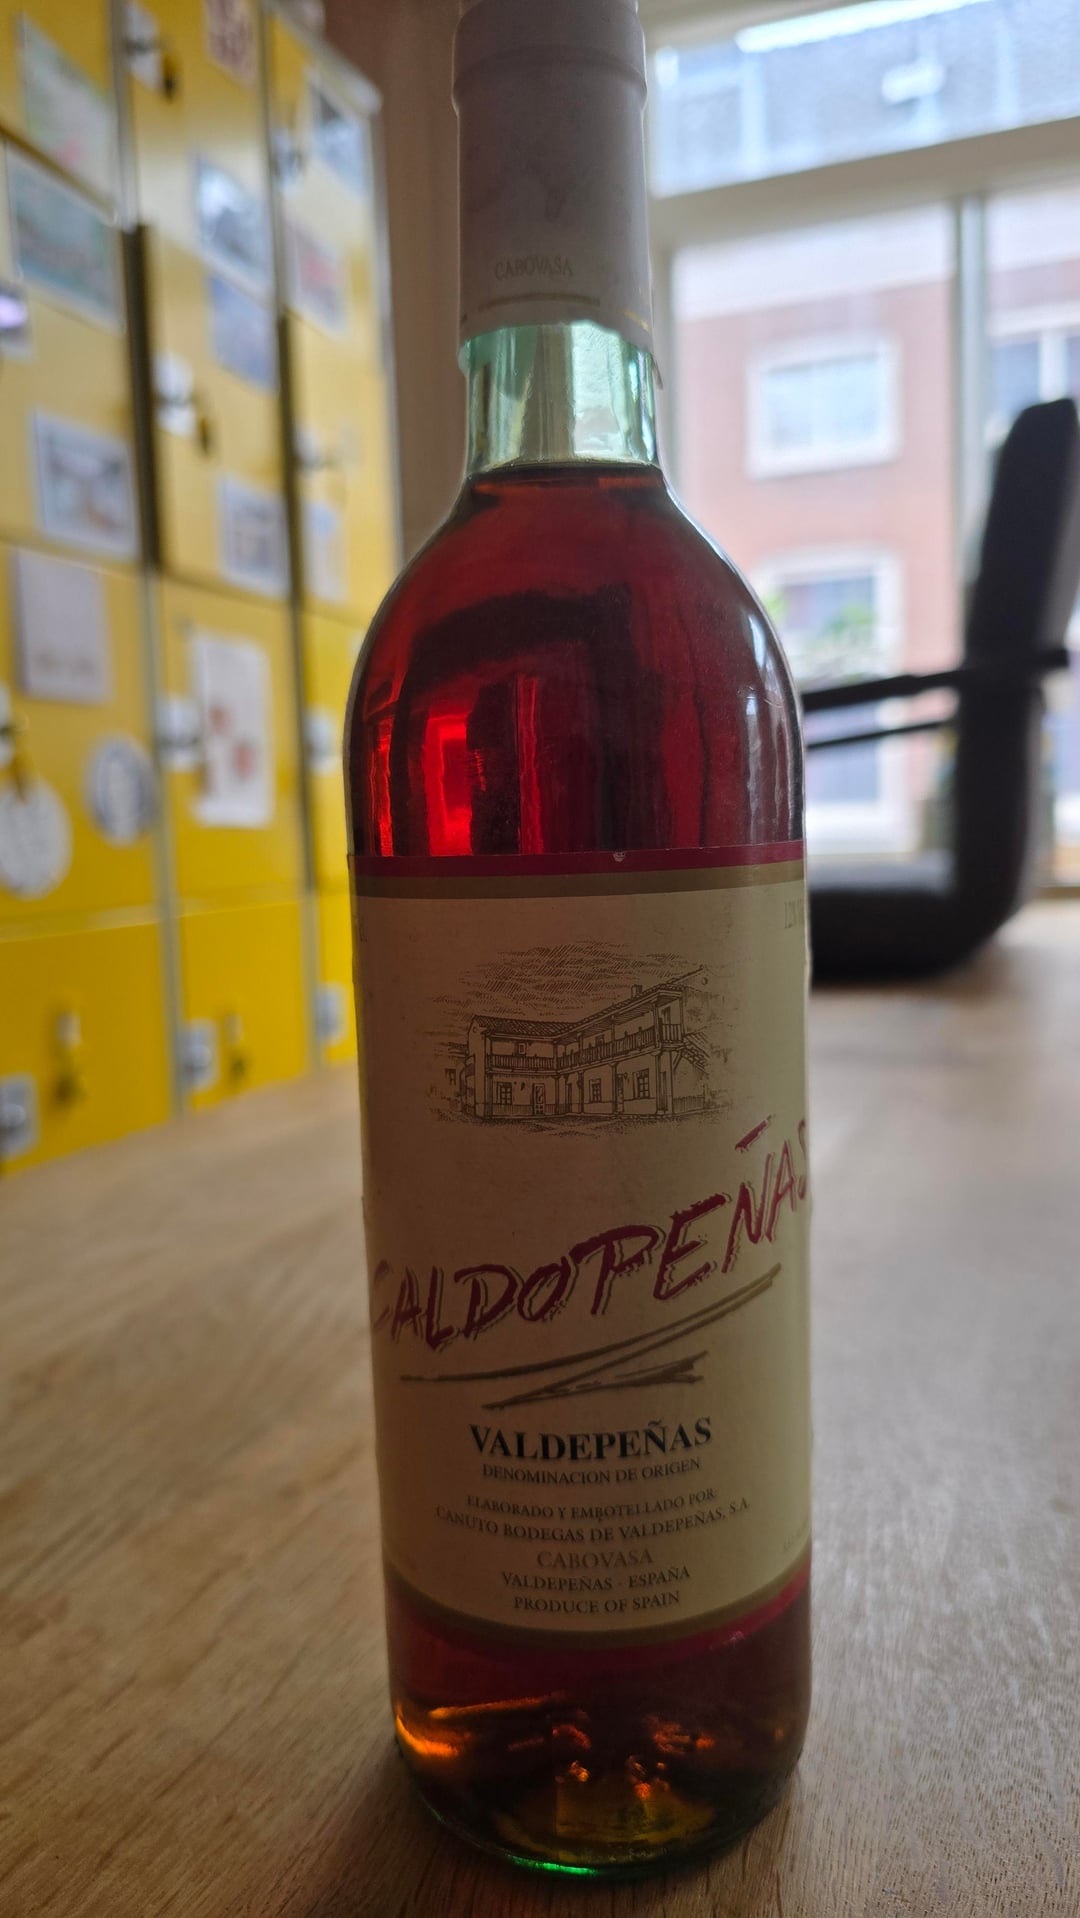 CABOVASA
CALDOPEÑAS
VALDEPEÑAS
DENOMINACION DE ORIGEN
ELABORADO Y EMBOTELLADO POR:
CANUTO BODEGAS DE VALDEPEÑAS, S.A.
CABOVASA
VALDEPEÑAS - ESPAÑA
PRODUCE OF SPAIN